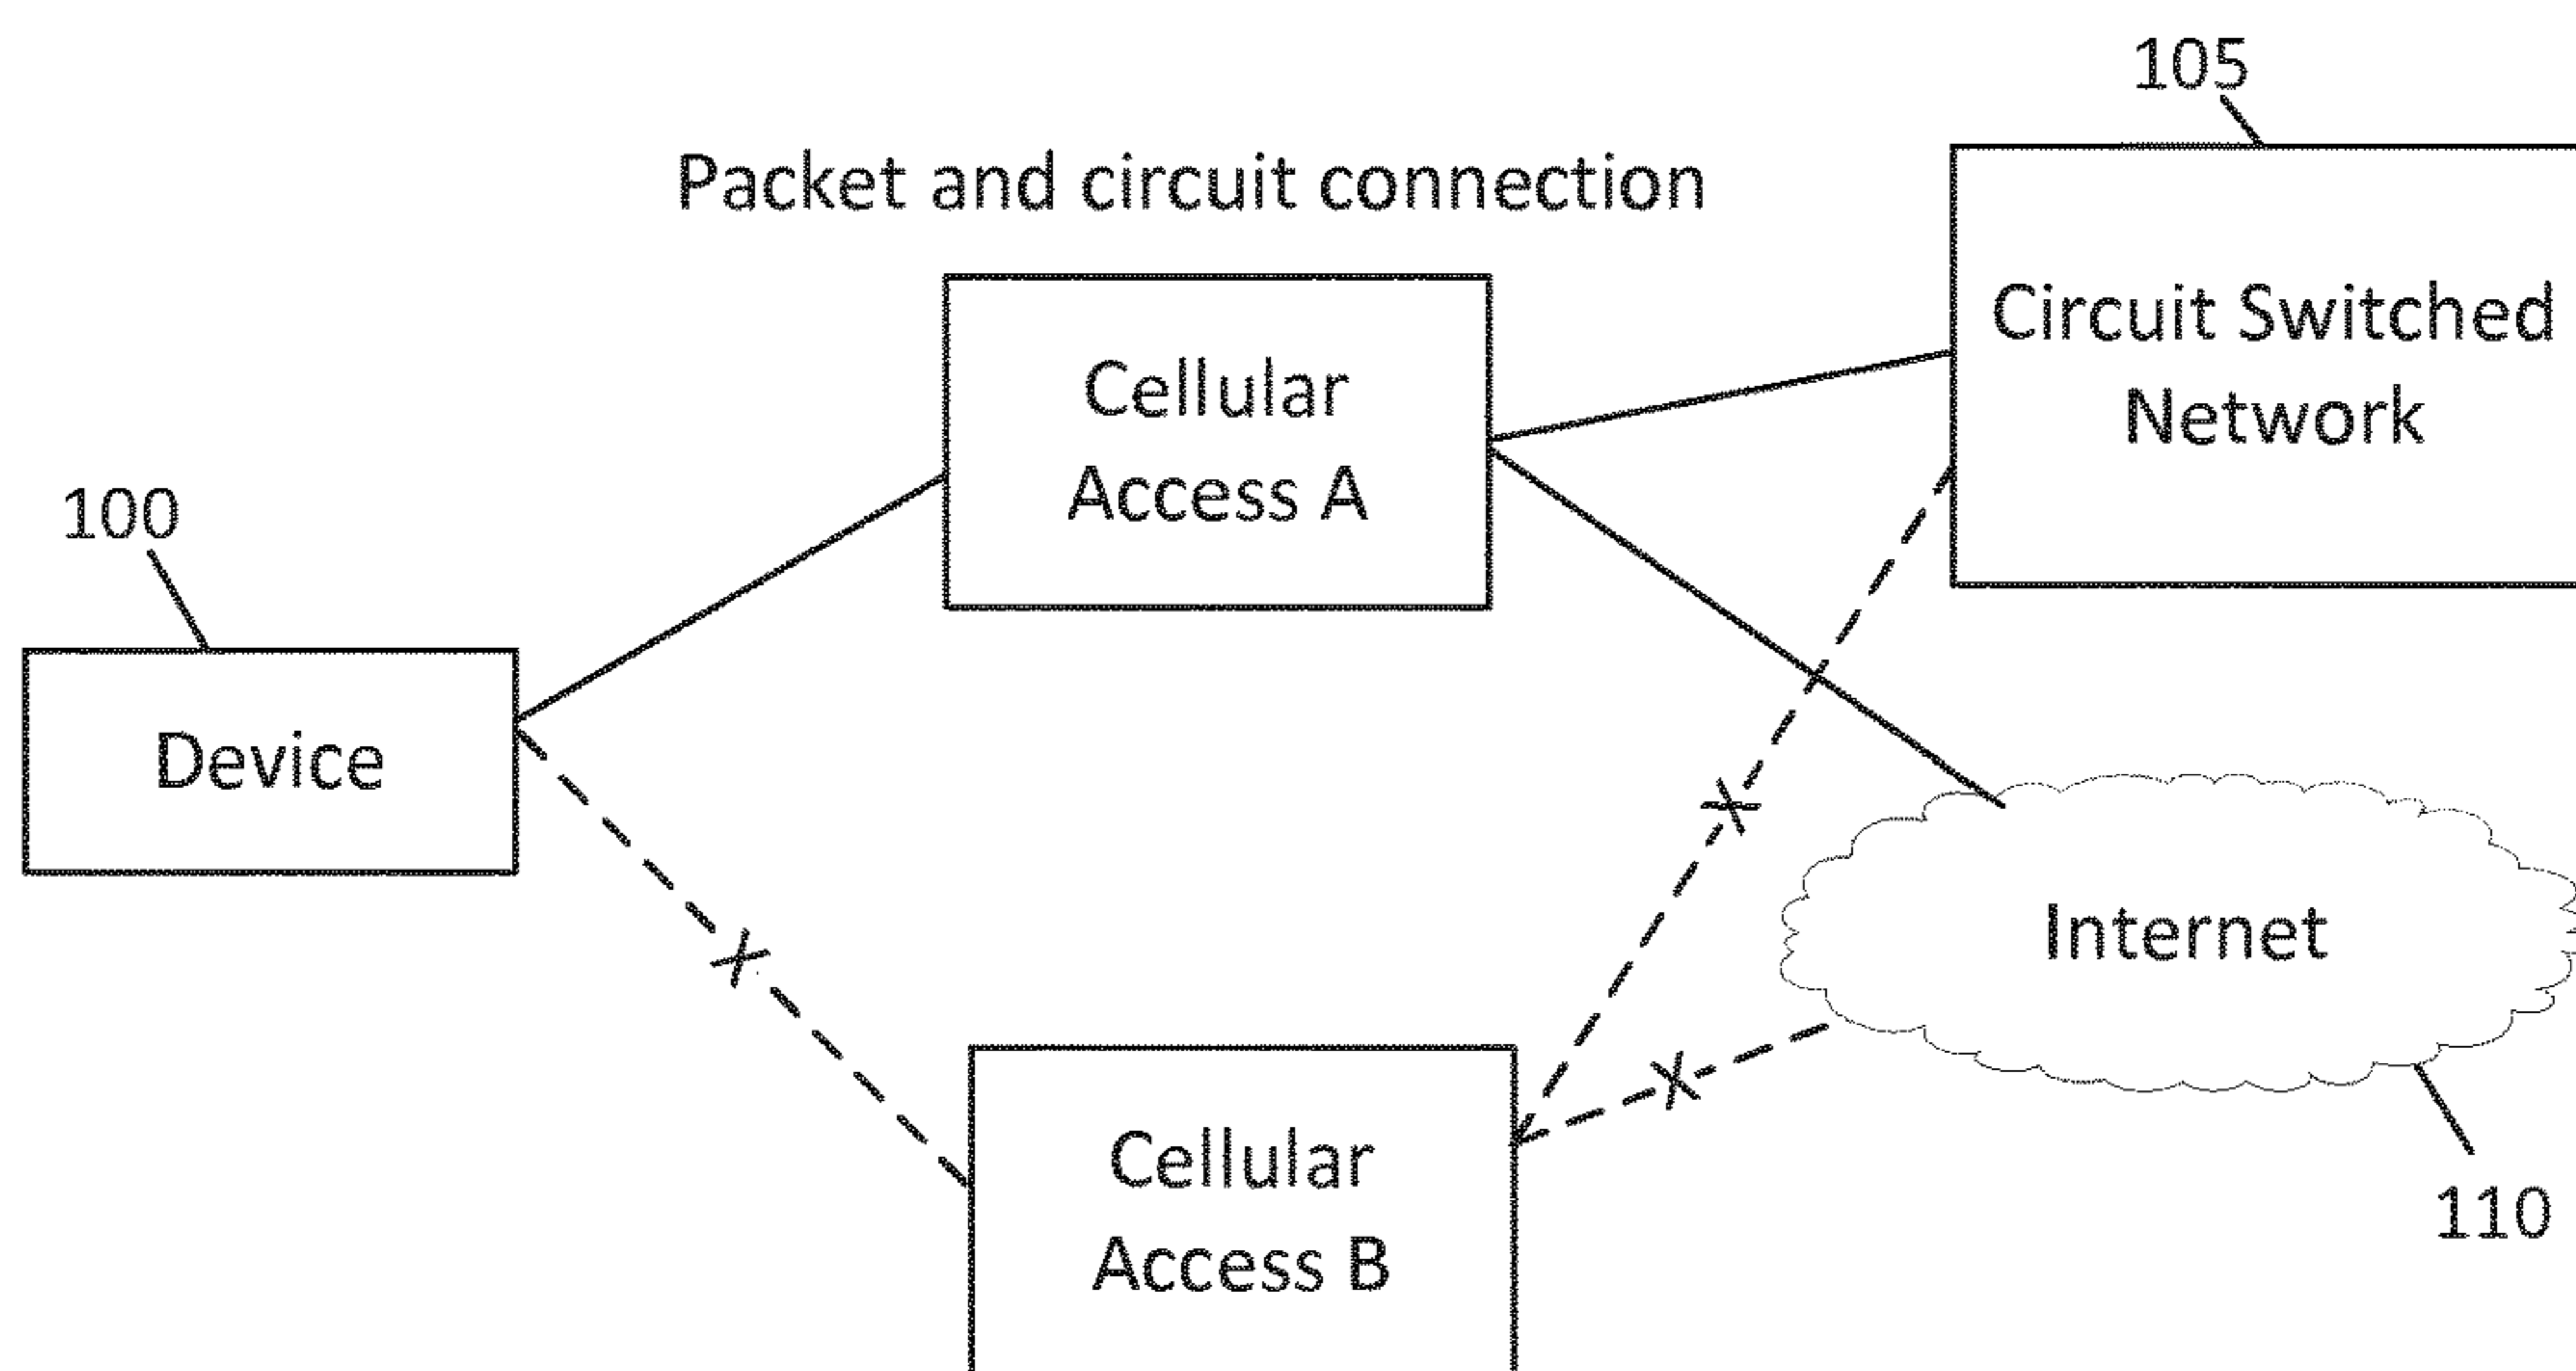 105
Packet and circuit connection
Circuit Switched
Network
Cellular
Access A
100
Device
X
X
Internet
X
Cellular
Access B
110